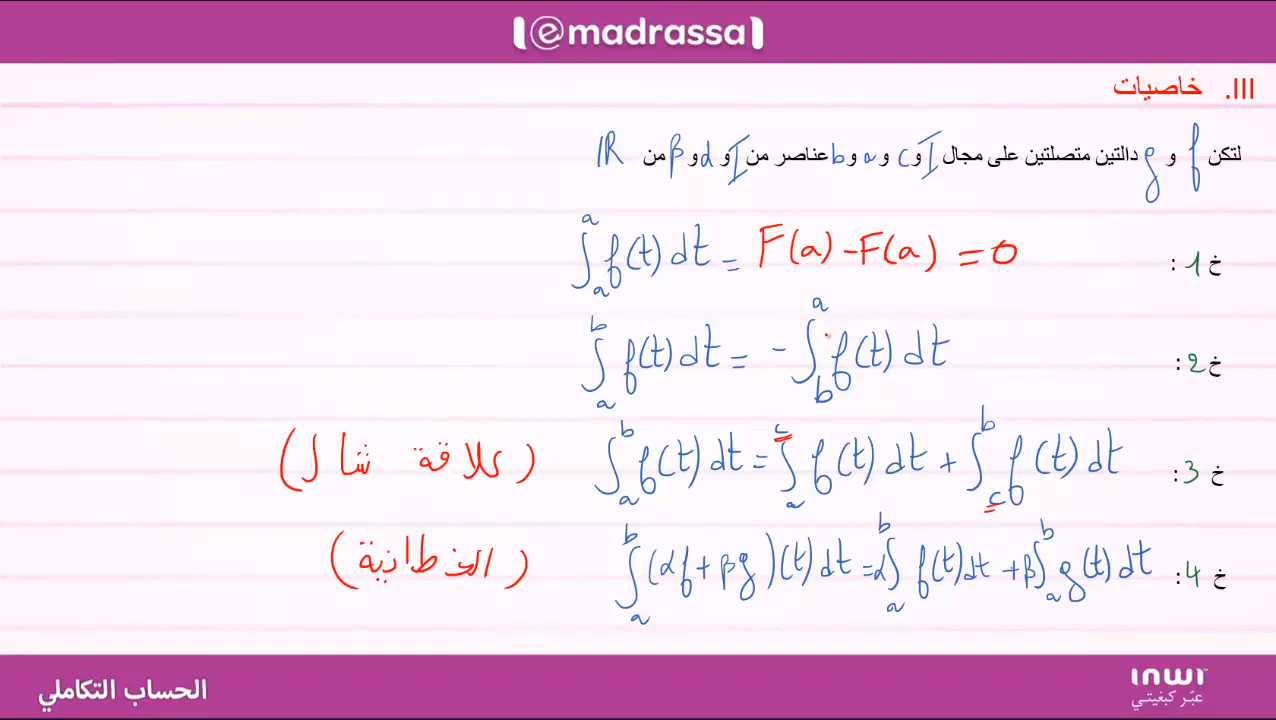 @madrassa
III. خاصيات
لتكن f و g دالتين متصلتين على مجال I و c و a و b عناصر من I و α و β من IR
خ 1 : ∫_a^a f(t) dt = F(a) - F(a) = 0
خ 2 : ∫_a^b f(t) dt = - ∫_b^a f(t) dt
خ 3 : ∫_a^b f(t) dt = ∫_a^c f(t) dt + ∫_c^b f(t) dt (علاقة شال)
خ 4 : ∫_a^b (αf + βg)(t) dt = α∫_a^b f(t) dt + β∫_a^b g(t) dt (الخطانية)
inwi
عبّر كبغيتي
الحساب التكاملي